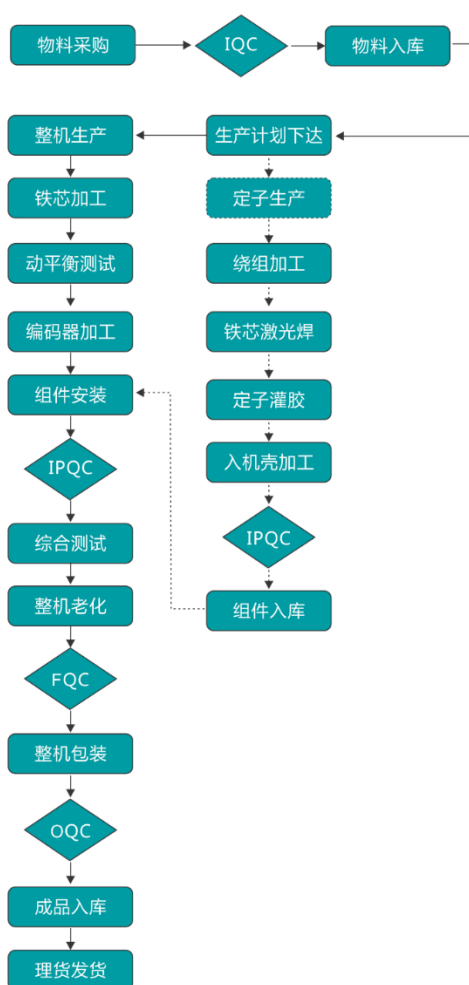 物料采购
IQC
物料入库
整机生产
生产计划下达
铁芯加工
定子生产
动平衡测试
绕组加工
编码器加工
铁芯激光焊
组件安装
定子灌胶
IPQC
入机壳加工
综合测试
IPQC
整机老化
组件入库
FQC
整机包装
OQC
成品入库
理货发货